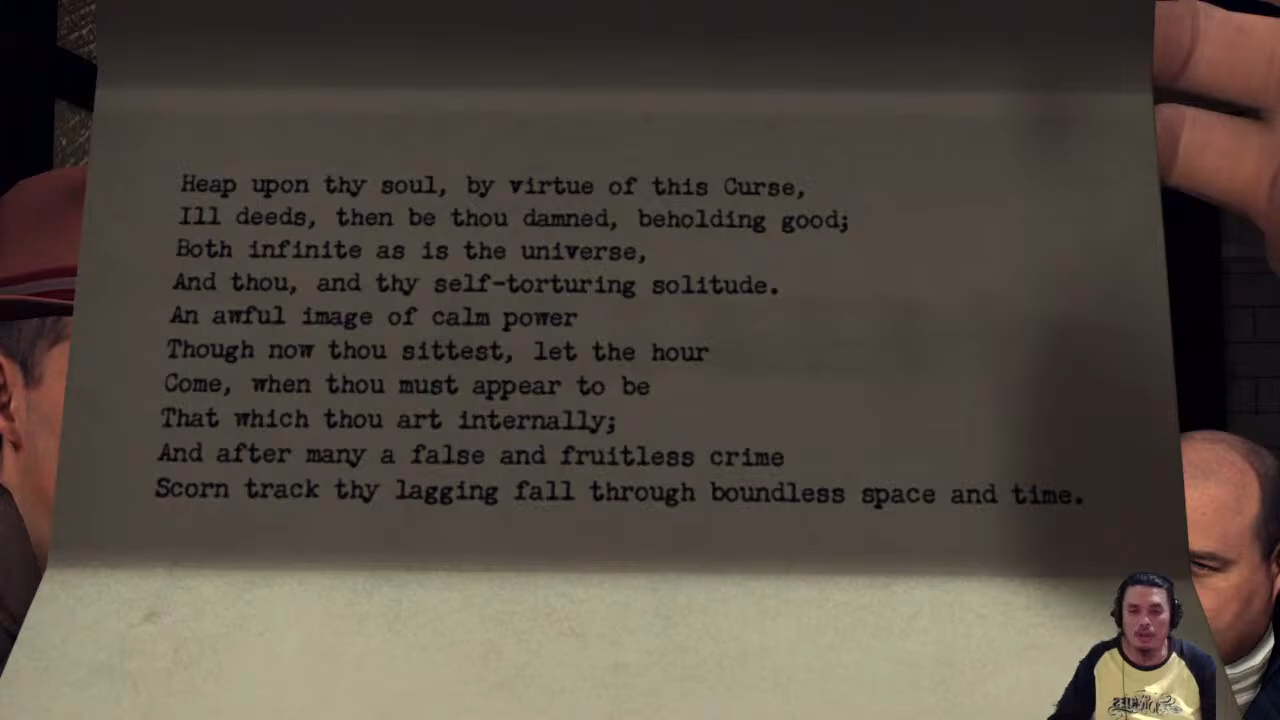 Heap upon thy soul, by virtue of this Curse,
Ill deeds, then be thou damned, beholding good;
Both infinite as is the universe,
And thou, and thy self-torturing solitude.
An awful image of calm power
Though now thou sittest, let the hour
Come, when thou must appear to be
That which thou art internally;
And after many a false and fruitless crime
Scorn track thy lagging fall through boundless space and time.